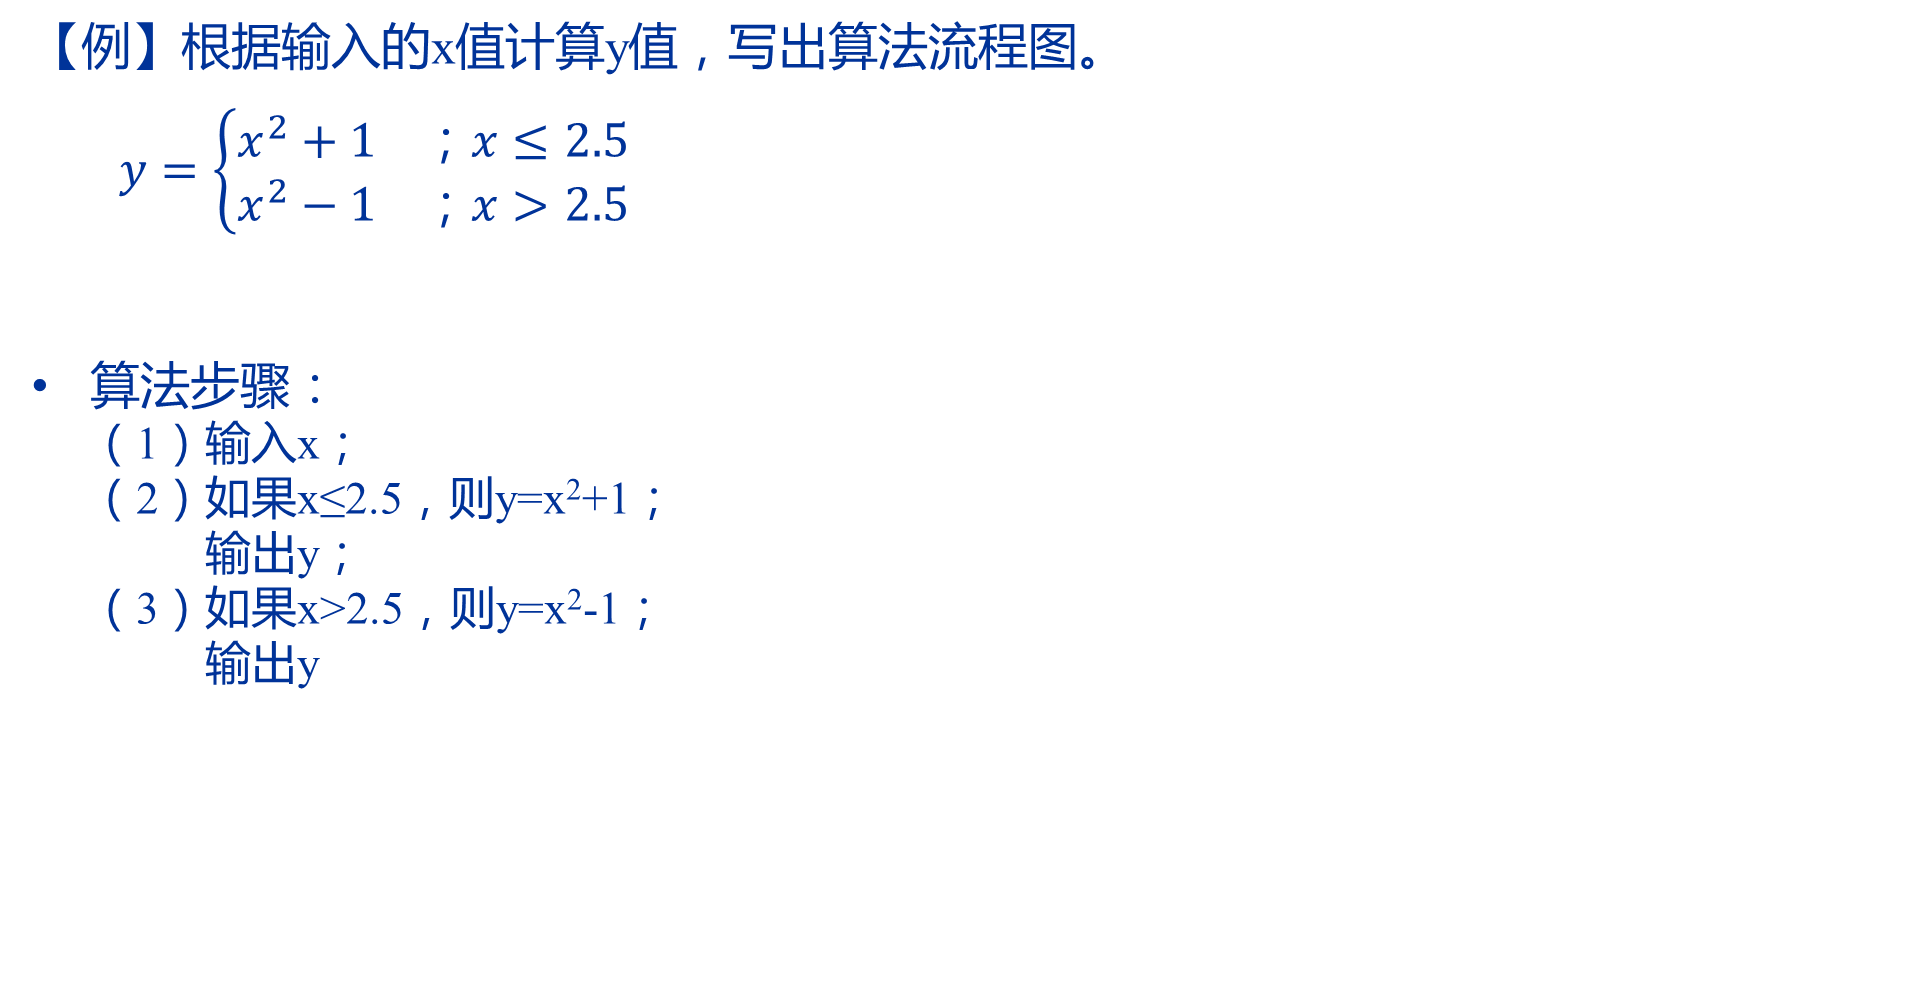 【例】根据输入的x值计算y值，写出算法流程图。
y = { x² + 1 ；x ≤ 2.5
x² − 1 ；x > 2.5
• 算法步骤：
（1）输入x；
（2）如果x≤2.5，则y=x²+1；
输出y；
（3）如果x>2.5，则y=x²-1；
输出y